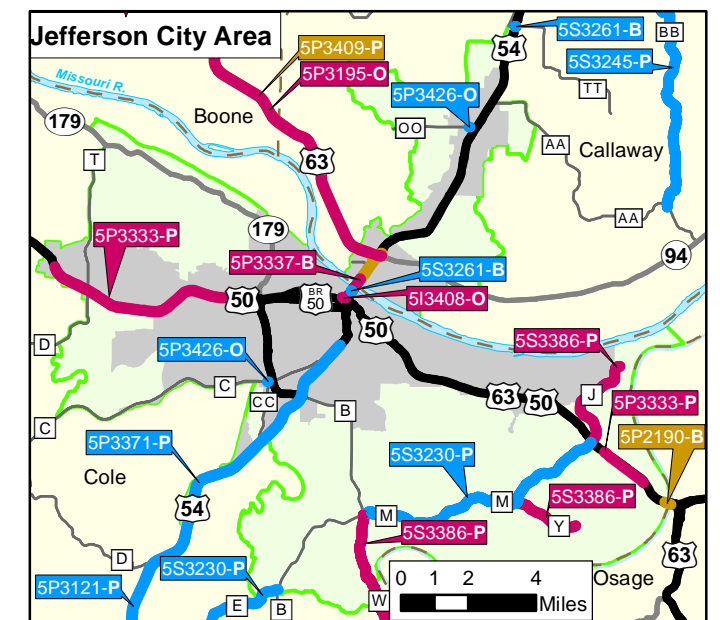 Jefferson City Area
5P3409-P
5P3195-O
5S3261-B
BB
54
5S3245-P
Missouri R.
5P3426-O
TT
Boone
179
OO
63
AA
Callaway
T
AA
179
5P3333-P
94
5P3337-B
5S3261-B
50
BR
50
5I3408-O
50
D
5P3426-O
5S3386-P
C
CC
63
50
J
5P3333-P
B
C
5P2190-B
5P3371-P
5S3230-P
Cole
5S3386-P
54
M
M
Y
5S3386-P
D
63
5S3230-P
5P3121-P
0 1 2 4
Miles
Osage
E
B
W